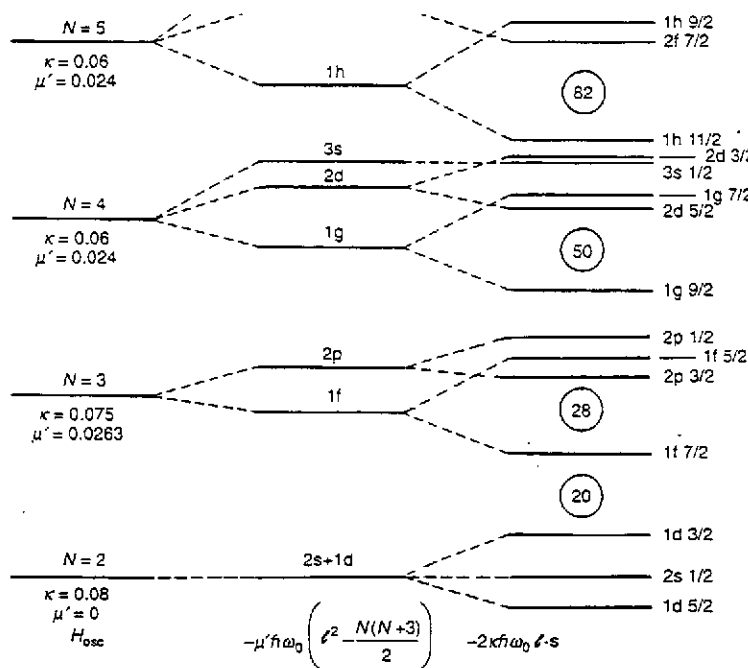 N = 5
κ = 0.06
μ′ = 0.024
1h
1h 9/2
2f 7/2
82
1h 11/2
3s
2d
2d 3/2
3s 1/2
N = 4
κ = 0.06
μ′ = 0.024
1g
1g 7/2
2d 5/2
50
1g 9/2
2p
2p 1/2
1f 5/2
2p 3/2
N = 3
κ = 0.075
μ′ = 0.0263
1f
28
1f 7/2
20
1d 3/2
N = 2
2s+1d
2s 1/2
κ = 0.08
μ′ = 0
1d 5/2
Hosc
−μ′ħω₀ (ℓ² − N(N+3)/2)
−2κħω₀ ℓ·s